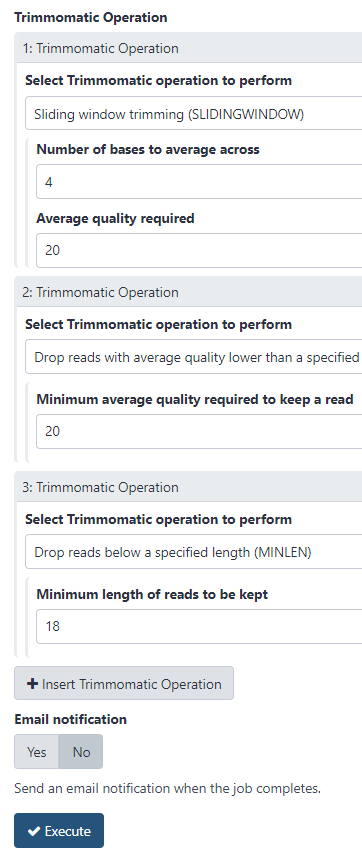 Trimmomatic Operation
1: Trimmomatic Operation
Select Trimmomatic operation to perform
Sliding window trimming (SLIDINGWINDOW)
Number of bases to average across
4
Average quality required
20
2: Trimmomatic Operation
Select Trimmomatic operation to perform
Drop reads with average quality lower than a specified
Minimum average quality required to keep a read
20
3: Trimmomatic Operation
Select Trimmomatic operation to perform
Drop reads below a specified length (MINLEN)
Minimum length of reads to be kept
18
+ Insert Trimmomatic Operation
Email notification
Yes No
Send an email notification when the job completes.
✔ Execute